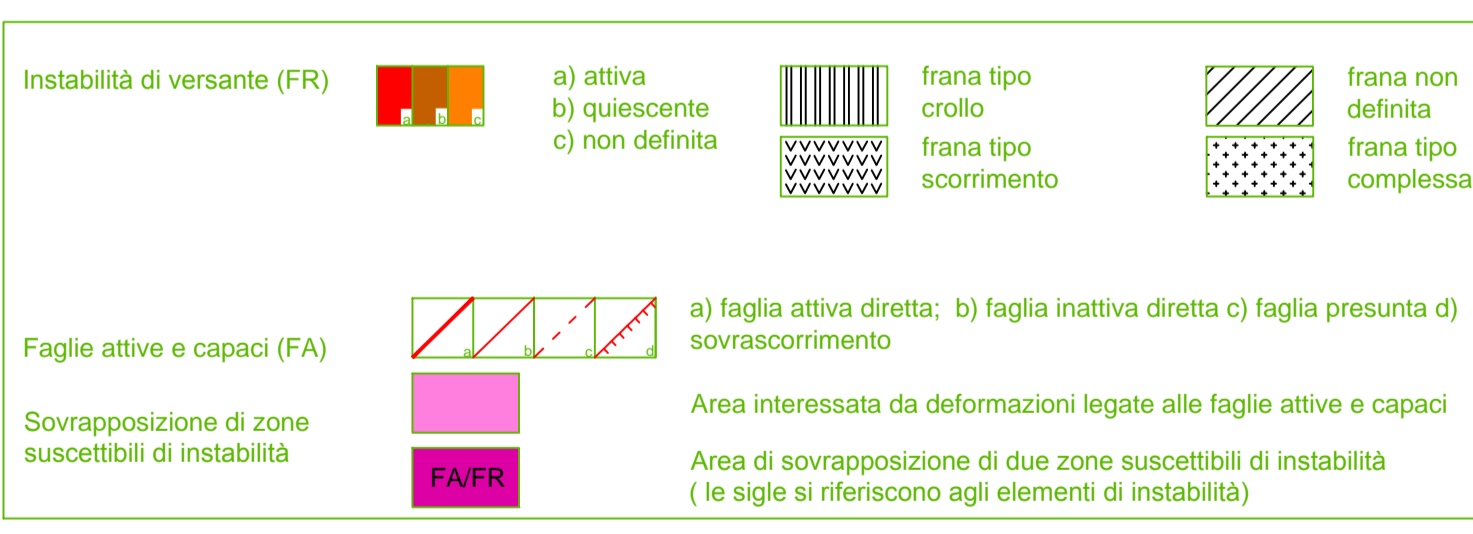 Instabilità di versante (FR)
a
b
c
a) attiva
b) quiescente
c) non definita
frana tipo
crollo
frana tipo
scorrimento
frana non
definita
frana tipo
complessa
Faglie attive e capaci (FA)
a
b
c
d
a) faglia attiva diretta;  b) faglia inattiva diretta c) faglia presunta d)
sovrascorrimento
Area interessata da deformazioni legate alle faglie attive e capaci
Sovrapposizione di zone
suscettibili di instabilità
FA/FR
Area di sovrapposizione di due zone suscettibili di instabilità
( le sigle si riferiscono agli elementi di instabilità)